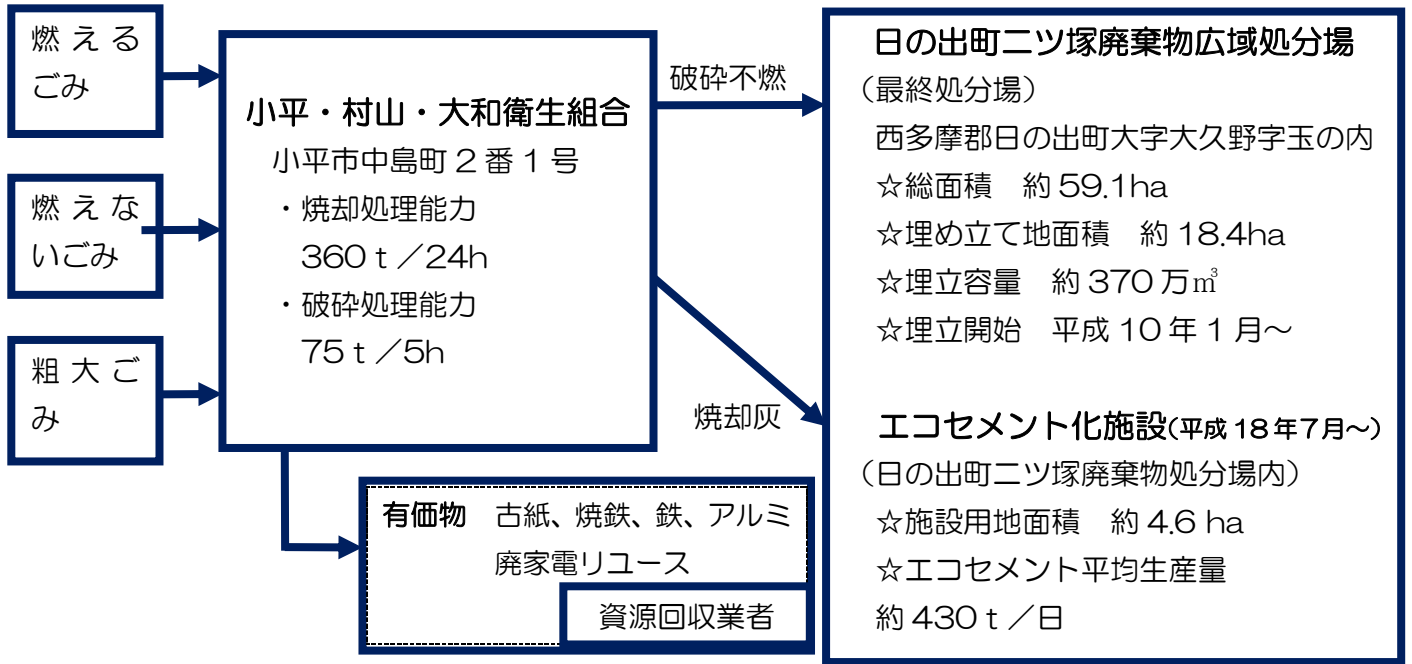 燃える
ごみ
燃えな
いごみ
粗大ご
み
小平・村山・大和衛生組合
小平市中島町２番１号
・焼却処理能力
360ｔ／24h
・破砕処理能力
75ｔ／5h
破砕不燃
焼却灰
有価物　古紙、焼鉄、鉄、アルミ
廃家電リユース
資源回収業者
日の出町二ツ塚廃棄物広域処分場
（最終処分場）
西多摩郡日の出町大字大久野字玉の内
☆総面積　約59.1ha
☆埋め立て地面積　約18.4ha
☆埋立容量　約370万㎥
☆埋立開始　平成10年１月～
エコセメント化施設(平成18年７月～)
（日の出町二ツ塚廃棄物処分場内）
☆施設用地面積　約4.6 ha
☆エコセメント平均生産量
約430ｔ／日